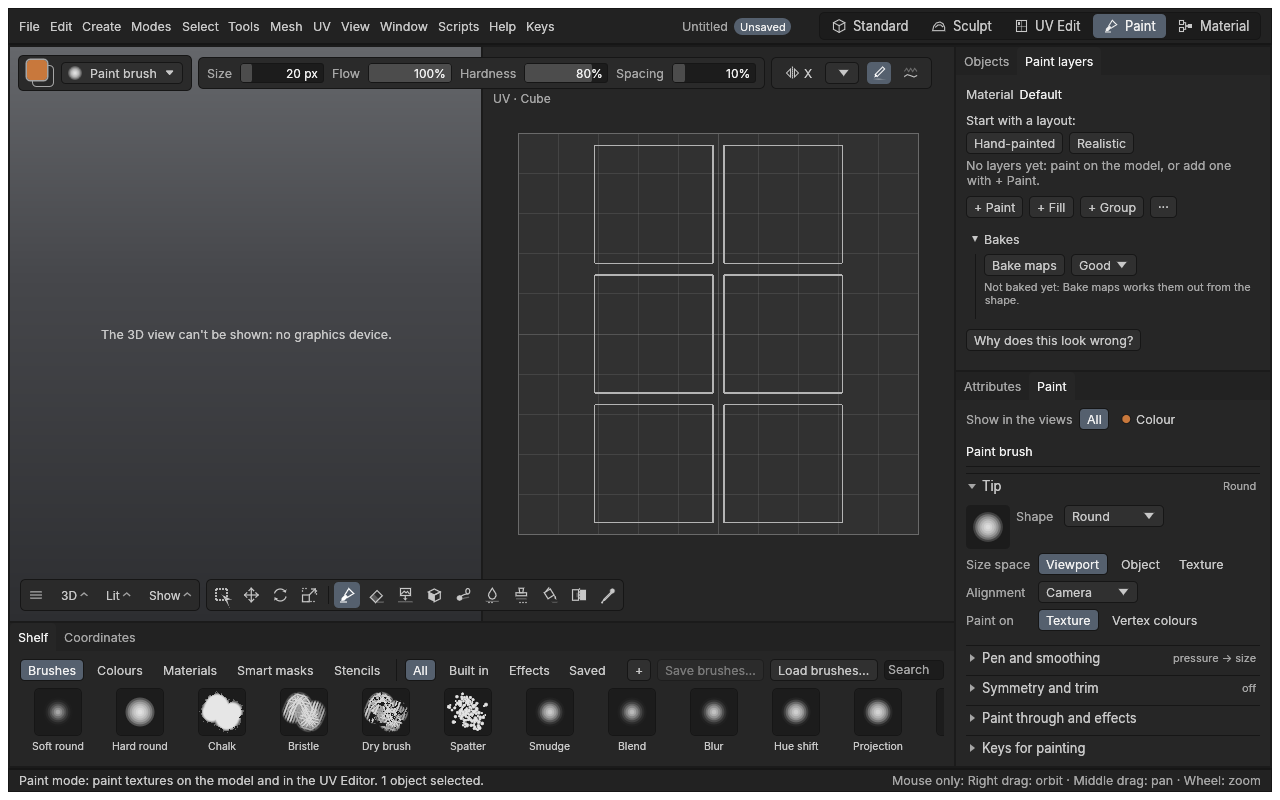 File Edit Create Modes Select Tools Mesh UV View Window Scripts Help Keys Untitled Unsaved Standard Sculpt UV Edit Paint Material
Paint brush Size 20 px Flow 100% Hardness 80% Spacing 10% X
UV · Cube
The 3D view can't be shown: no graphics device.
3D Lit Show
Objects Paint layers
Material Default
Start with a layout:
Hand-painted Realistic
No layers yet: paint on the model, or add one
with + Paint.
+ Paint + Fill + Group ···
Bakes
Bake maps Good
Not baked yet: Bake maps works them out from the
shape.
Why does this look wrong?
Attributes Paint
Show in the views All Colour
Paint brush
Tip Round
Shape Round
Size space Viewport Object Texture
Alignment Camera
Paint on Texture Vertex colours
Pen and smoothing pressure → size
Symmetry and trim off
Paint through and effects
Keys for painting
Shelf Coordinates
Brushes Colours Materials Smart masks Stencils All Built in Effects Saved + Save brushes... Load brushes... Search
Soft round Hard round Chalk Bristle Dry brush Spatter Smudge Blend Blur Hue shift Projection
Paint mode: paint textures on the model and in the UV Editor. 1 object selected. Mouse only: Right drag: orbit · Middle drag: pan · Wheel: zoom